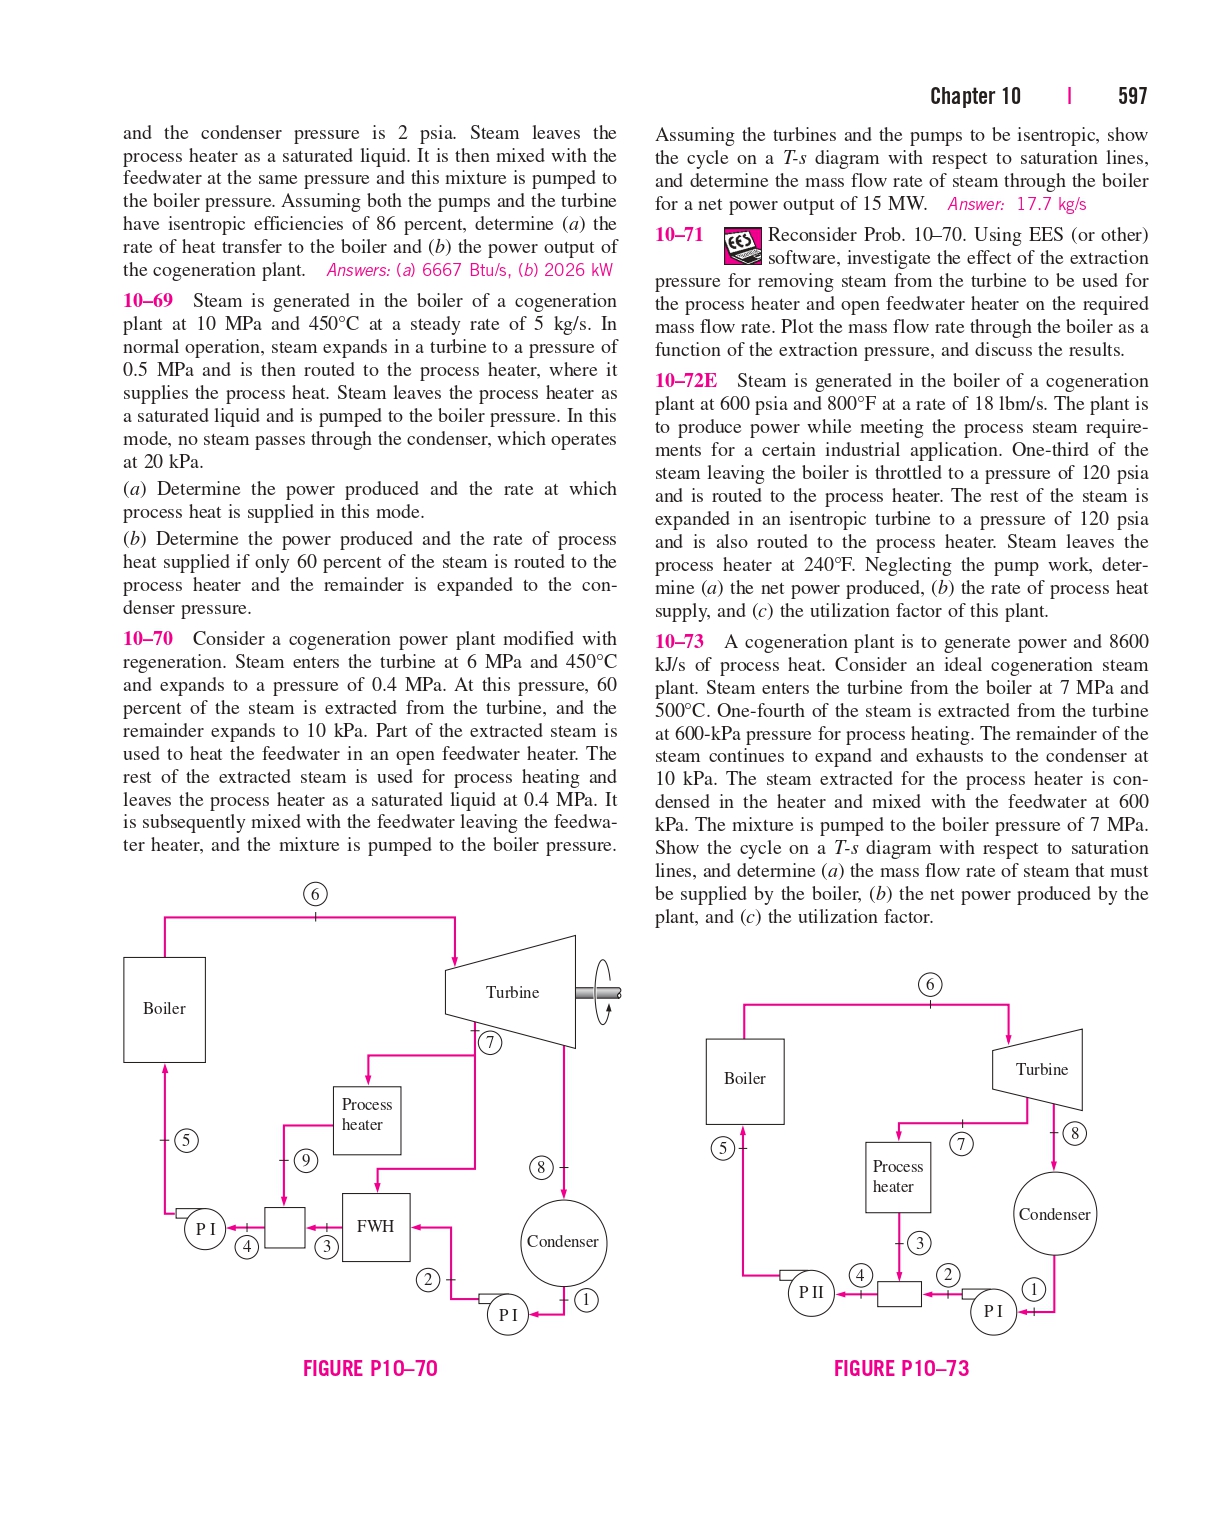 Chapter 10 | 597
and the condenser pressure is 2 psia. Steam leaves the
process heater as a saturated liquid. It is then mixed with the
feedwater at the same pressure and this mixture is pumped to
the boiler pressure. Assuming both the pumps and the turbine
have isentropic efficiencies of 86 percent, determine (a) the
rate of heat transfer to the boiler and (b) the power output of
the cogeneration plant. Answers: (a) 6667 Btu/s, (b) 2026 kW
10–69 Steam is generated in the boiler of a cogeneration
plant at 10 MPa and 450°C at a steady rate of 5 kg/s. In
normal operation, steam expands in a turbine to a pressure of
0.5 MPa and is then routed to the process heater, where it
supplies the process heat. Steam leaves the process heater as
a saturated liquid and is pumped to the boiler pressure. In this
mode, no steam passes through the condenser, which operates
at 20 kPa.
(a) Determine the power produced and the rate at which
process heat is supplied in this mode.
(b) Determine the power produced and the rate of process
heat supplied if only 60 percent of the steam is routed to the
process heater and the remainder is expanded to the con-
denser pressure.
10–70 Consider a cogeneration power plant modified with
regeneration. Steam enters the turbine at 6 MPa and 450°C
and expands to a pressure of 0.4 MPa. At this pressure, 60
percent of the steam is extracted from the turbine, and the
remainder expands to 10 kPa. Part of the extracted steam is
used to heat the feedwater in an open feedwater heater. The
rest of the extracted steam is used for process heating and
leaves the process heater as a saturated liquid at 0.4 MPa. It
is subsequently mixed with the feedwater leaving the feedwa-
ter heater, and the mixture is pumped to the boiler pressure.
6
Boiler
Turbine
7
Process
heater
5
9
8
P I
4
3
FWH
Condenser
2
1
P I
FIGURE P10–70
Assuming the turbines and the pumps to be isentropic, show
the cycle on a T-s diagram with respect to saturation lines,
and determine the mass flow rate of steam through the boiler
for a net power output of 15 MW. Answer: 17.7 kg/s
10–71 EES Reconsider Prob. 10–70. Using EES (or other)
software, investigate the effect of the extraction
pressure for removing steam from the turbine to be used for
the process heater and open feedwater heater on the required
mass flow rate. Plot the mass flow rate through the boiler as a
function of the extraction pressure, and discuss the results.
10–72E Steam is generated in the boiler of a cogeneration
plant at 600 psia and 800°F at a rate of 18 lbm/s. The plant is
to produce power while meeting the process steam require-
ments for a certain industrial application. One-third of the
steam leaving the boiler is throttled to a pressure of 120 psia
and is routed to the process heater. The rest of the steam is
expanded in an isentropic turbine to a pressure of 120 psia
and is also routed to the process heater. Steam leaves the
process heater at 240°F. Neglecting the pump work, deter-
mine (a) the net power produced, (b) the rate of process heat
supply, and (c) the utilization factor of this plant.
10–73 A cogeneration plant is to generate power and 8600
kJ/s of process heat. Consider an ideal cogeneration steam
plant. Steam enters the turbine from the boiler at 7 MPa and
500°C. One-fourth of the steam is extracted from the turbine
at 600-kPa pressure for process heating. The remainder of the
steam continues to expand and exhausts to the condenser at
10 kPa. The steam extracted for the process heater is con-
densed in the heater and mixed with the feedwater at 600
kPa. The mixture is pumped to the boiler pressure of 7 MPa.
Show the cycle on a T-s diagram with respect to saturation
lines, and determine (a) the mass flow rate of steam that must
be supplied by the boiler, (b) the net power produced by the
plant, and (c) the utilization factor.
6
Boiler
Turbine
5
7
8
Process
heater
Condenser
3
4
2
1
P II
P I
FIGURE P10–73